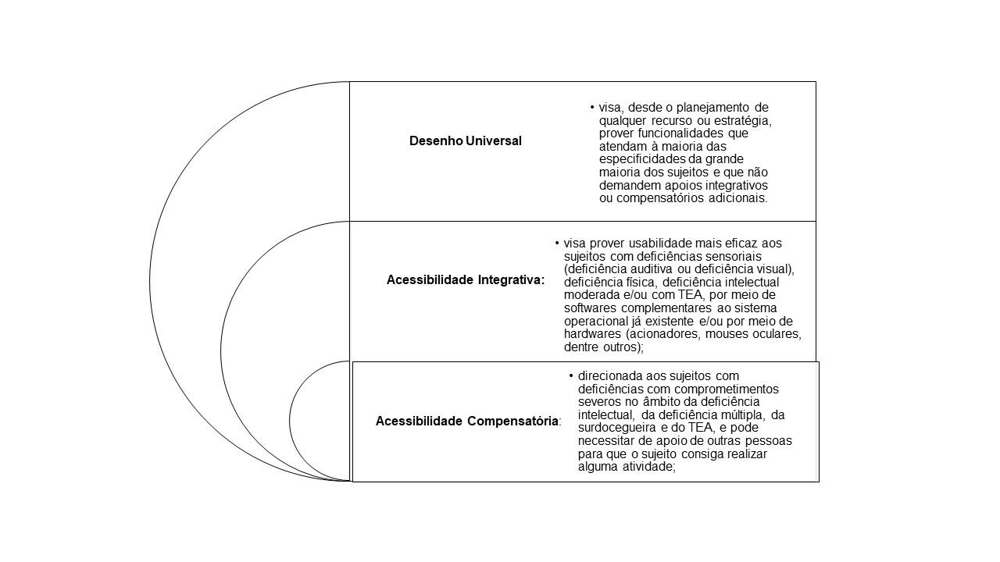 Desenho Universal
• visa, desde o planejamento de
qualquer recurso ou estratégia,
prover funcionalidades que
atendam à maioria das
especificidades da grande
maioria dos sujeitos e que não
demandem apoios integrativos
ou compensatórios adicionais.
Acessibilidade Integrativa:
• visa prover usabilidade mais eficaz aos
sujeitos com deficiências sensoriais
(deficiência auditiva ou deficiência visual),
deficiência física, deficiência intelectual
moderada e/ou com TEA, por meio de
softwares complementares ao sistema
operacional já existente e/ou por meio de
hardwares (acionadores, mouses oculares,
dentre outros);
Acessibilidade Compensatória:
• direcionada aos sujeitos com
deficiências com comprometimentos
severos no âmbito da deficiência
intelectual, da deficiência múltipla, da
surdocegueira e do TEA, e pode
necessitar de apoio de outras pessoas
para que o sujeito consiga realizar
alguma atividade;